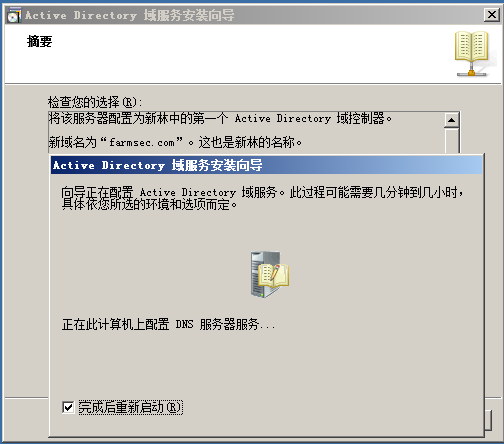 Active Directory 域服务安装向导
摘要
检查您的选择(R):
将该服务器配置为新林中的第一个 Active Directory 域控制器。
新域名为“farmsec.com”。这也是新林的名称。
Active Directory 域服务安装向导
向导正在配置 Active Directory 域服务。此过程可能需要几分钟到几小时，
具体依您所选的环境和选项而定。
正在此计算机上配置 DNS 服务器服务...
完成后重新启动(R)